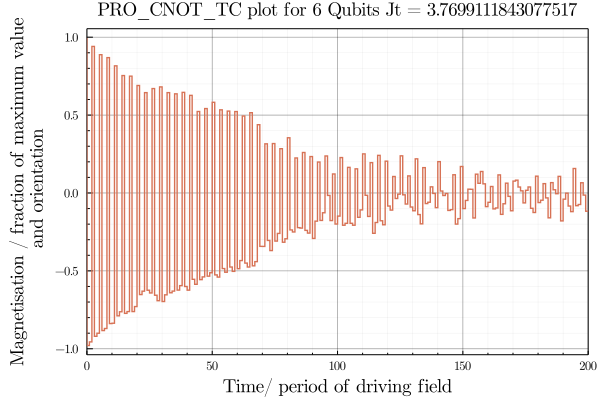 PRO_CNOT_TC plot for 6 Qubits Jt = 3.7699111843077517
Magnetisation / fraction of maximum value
and orientation
1.0
0.5
0.0
−0.5
−1.0
0 50 100 150 200
Time/ period of driving field